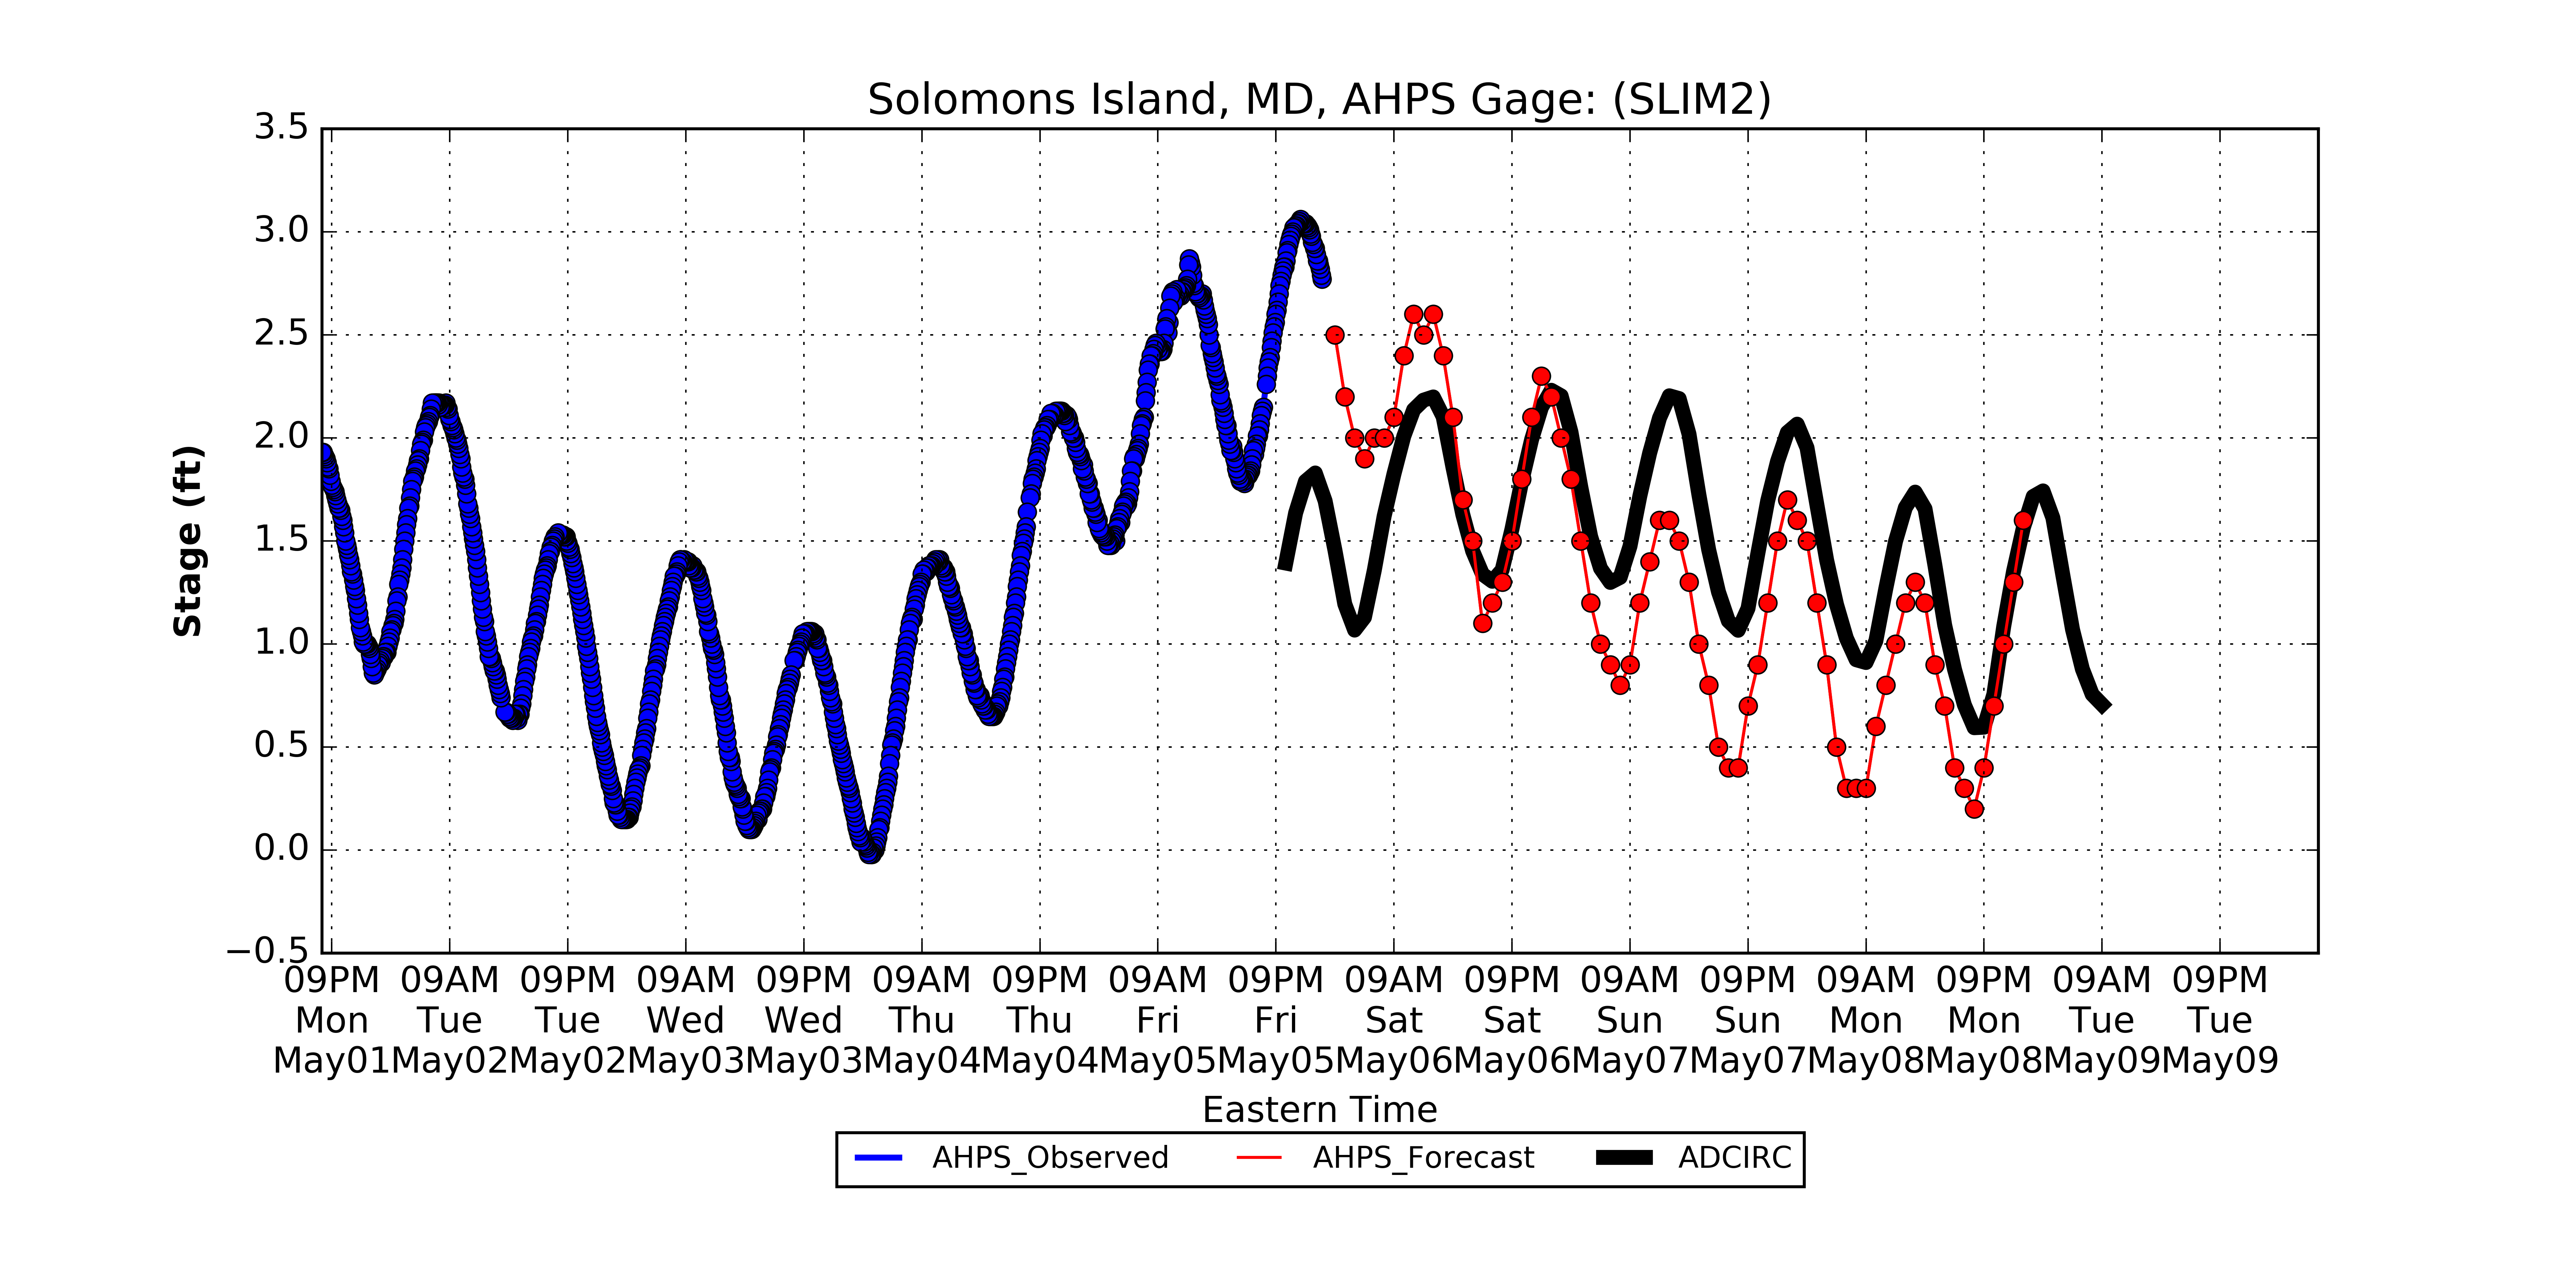 Solomons Island, MD, AHPS Gage: (SLIM2)
3.5
3.0
2.5
2.0
1.5
1.0
0.5
0.0
−0.5
Stage (ft)
09PM 09AM 09PM 09AM 09PM 09AM 09PM 09AM 09PM 09AM 09PM 09AM 09PM 09AM 09PM 09AM 09PM
Mon Tue Tue Wed Wed Thu Thu Fri Fri Sat Sat Sun Sun Mon Mon Tue Tue
May01 May02 May02 May03 May03 May04 May04 May05 May05 May06 May06 May07 May07 May08 May08 May09 May09
Eastern Time
AHPS_Observed AHPS_Forecast ADCIRC